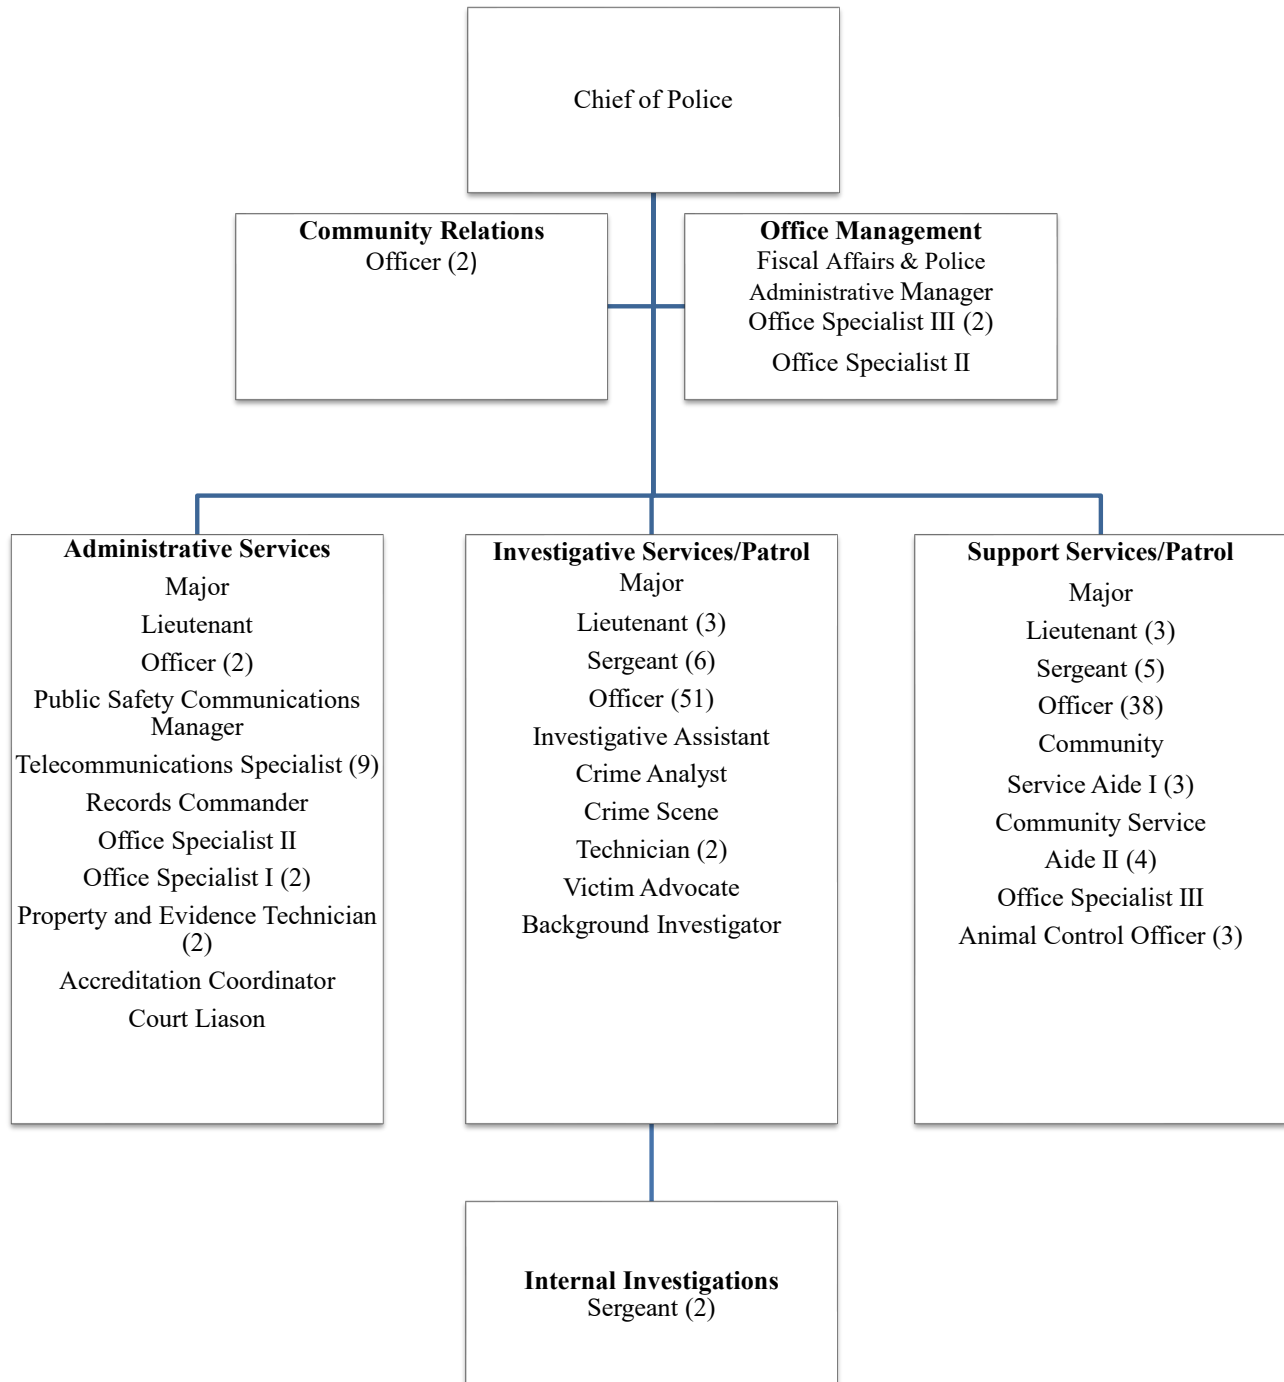 Chief of Police
Community Relations
Officer (2)
Office Management
Fiscal Affairs & Police
Administrative Manager
Office Specialist III (2)
Office Specialist II
Administrative Services
Major
Lieutenant
Officer (2)
Public Safety Communications
Manager
Telecommunications Specialist (9)
Records Commander
Office Specialist II
Office Specialist I (2)
Property and Evidence Technician
(2)
Accreditation Coordinator
Court Liason
Investigative Services/Patrol
Major
Lieutenant (3)
Sergeant (6)
Officer (51)
Investigative Assistant
Crime Analyst
Crime Scene
Technician (2)
Victim Advocate
Background Investigator
Support Services/Patrol
Major
Lieutenant (3)
Sergeant (5)
Officer (38)
Community
Service Aide I (3)
Community Service
Aide II (4)
Office Specialist III
Animal Control Officer (3)
Internal Investigations
Sergeant (2)